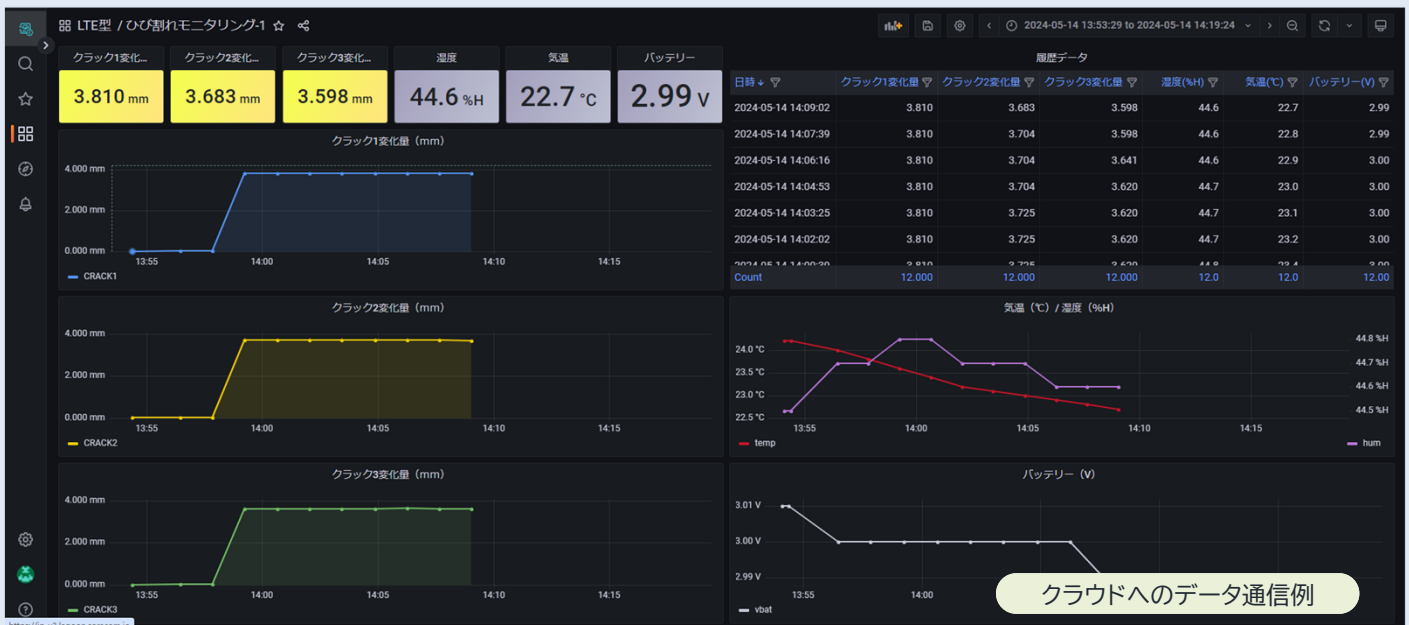 LTE型 / ひび割れモニタリング-1
2024-05-14 13:53:29 to 2024-05-14 14:19:24
クラック1変化...
クラック2変化...
クラック3変化...
湿度
気温
バッテリー
3.810 mm
3.683 mm
3.598 mm
44.6 %H
22.7 °C
2.99 V
クラック1変化量（mm）
4.000 mm
2.000 mm
0.000 mm
13:55
14:00
14:05
14:10
14:15
CRACK1
クラック2変化量（mm）
4.000 mm
2.000 mm
0.000 mm
13:55
14:00
14:05
14:10
14:15
CRACK2
クラック3変化量（mm）
4.000 mm
2.000 mm
0.000 mm
13:55
14:00
14:05
14:10
14:15
CRACK3
履歴データ
日時↓ クラック1変化量 クラック2変化量 クラック3変化量 湿度(%H) 気温(℃) バッテリー(V)
2024-05-14 14:09:02 3.810 3.683 3.598 44.6 22.7 2.99
2024-05-14 14:07:39 3.810 3.704 3.598 44.6 22.8 2.99
2024-05-14 14:06:16 3.810 3.704 3.641 44.6 22.9 3.00
2024-05-14 14:04:53 3.810 3.704 3.620 44.7 23.0 3.00
2024-05-14 14:03:25 3.810 3.725 3.620 44.7 23.1 3.00
2024-05-14 14:02:02 3.810 3.725 3.620 44.7 23.2 3.00
Count 12.000 12.000 12.000 12.0 12.0 12.00
気温（℃）/ 湿度（%H）
24.0 °C
23.5 °C
23.0 °C
22.5 °C
44.8 %H
44.7 %H
44.6 %H
44.5 %H
13:55
14:00
14:05
14:10
14:15
temp
hum
バッテリー（V）
3.01 V
3.00 V
2.99 V
13:55
14:00
vbat
クラウドへのデータ通信例